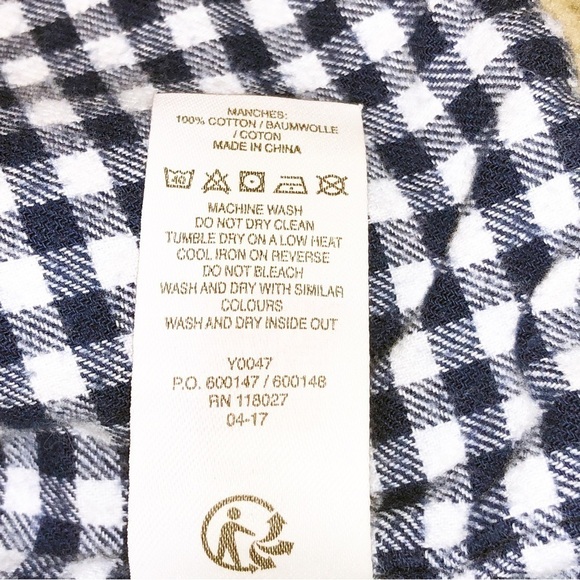 MANCHES:
100% COTTON / BAUMWOLLE
/ COTON
MADE IN CHINA
40
MACHINE WASH
DO NOT DRY CLEAN
TUMBLE DRY ON A LOW HEAT
COOL IRON ON REVERSE
DO NOT BLEACH
WASH AND DRY WITH SIMILAR
COLOURS
WASH AND DRY INSIDE OUT
Y0047
P.O. 600147 / 600148
RN 118027
04-17